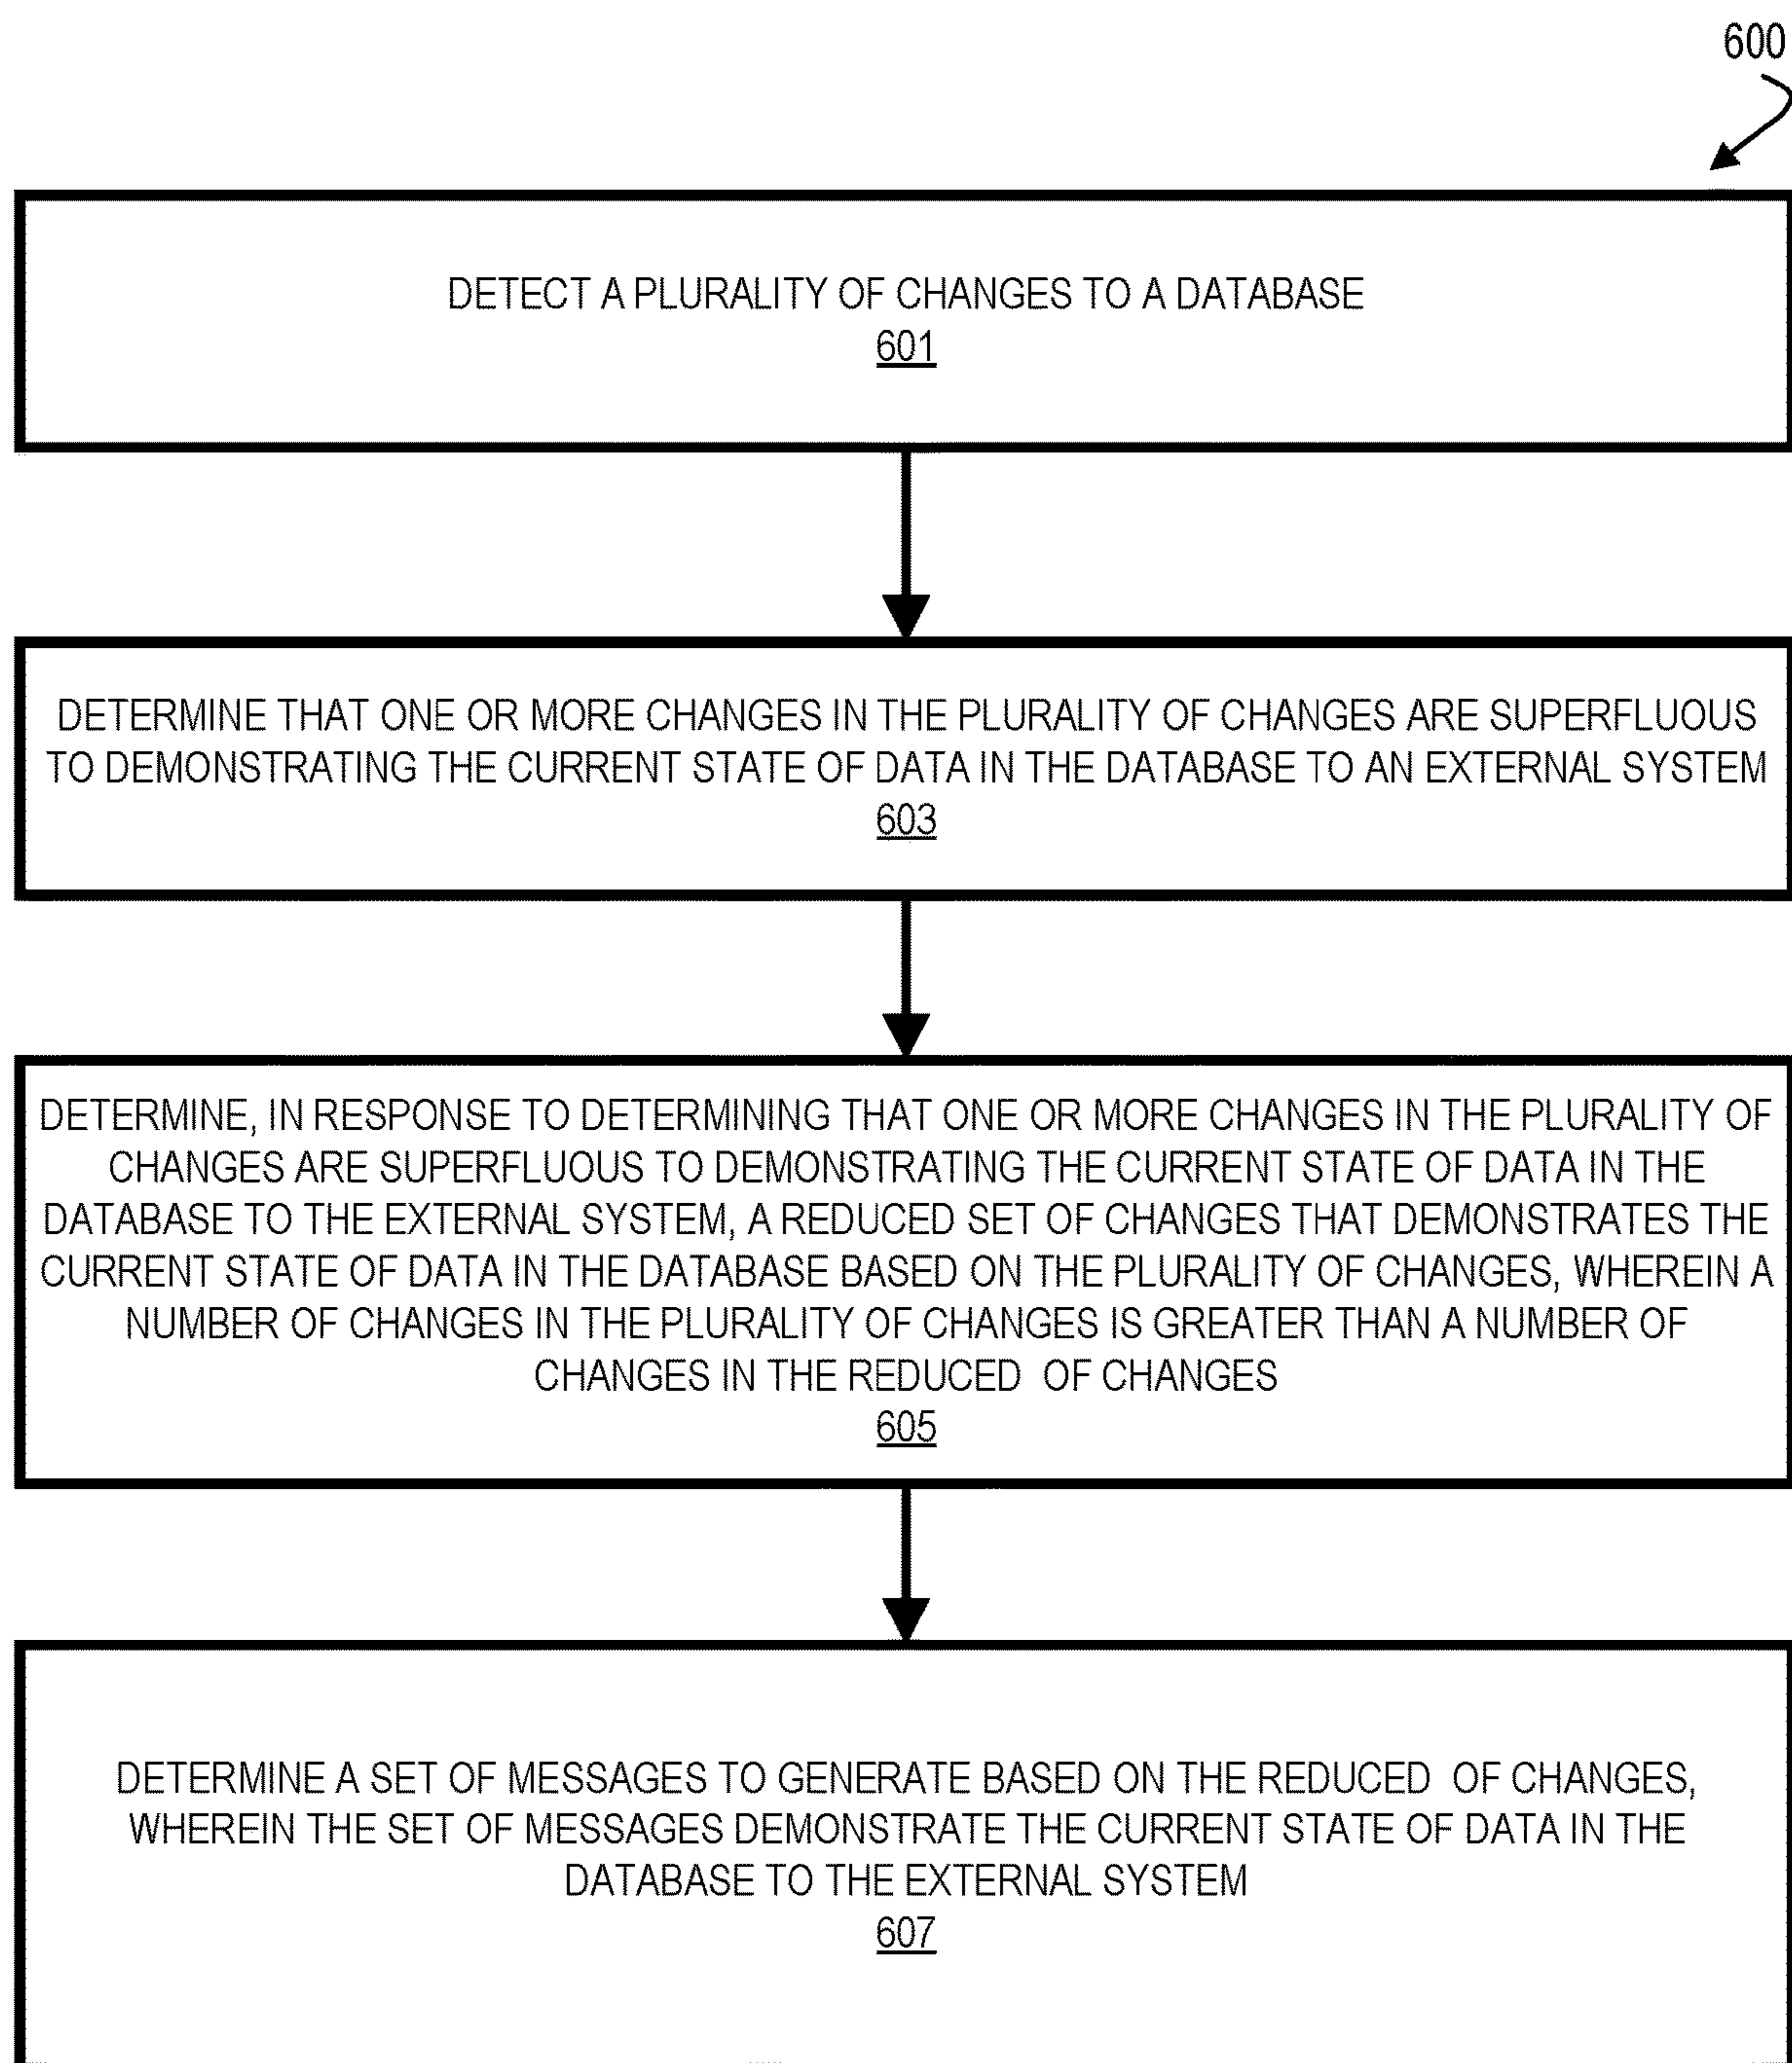 600
DETECT A PLURALITY OF CHANGES TO A DATABASE
601
DETERMINE THAT ONE OR MORE CHANGES IN THE PLURALITY OF CHANGES ARE SUPERFLUOUS
TO DEMONSTRATING THE CURRENT STATE OF DATA IN THE DATABASE TO AN EXTERNAL SYSTEM
603
DETERMINE, IN RESPONSE TO DETERMINING THAT ONE OR MORE CHANGES IN THE PLURALITY OF
CHANGES ARE SUPERFLUOUS TO DEMONSTRATING THE CURRENT STATE OF DATA IN THE
DATABASE TO THE EXTERNAL SYSTEM, A REDUCED SET OF CHANGES THAT DEMONSTRATES THE
CURRENT STATE OF DATA IN THE DATABASE BASED ON THE PLURALITY OF CHANGES, WHEREIN A
NUMBER OF CHANGES IN THE PLURALITY OF CHANGES IS GREATER THAN A NUMBER OF
CHANGES IN THE REDUCED OF CHANGES
605
DETERMINE A SET OF MESSAGES TO GENERATE BASED ON THE REDUCED OF CHANGES,
WHEREIN THE SET OF MESSAGES DEMONSTRATE THE CURRENT STATE OF DATA IN THE
DATABASE TO THE EXTERNAL SYSTEM
607